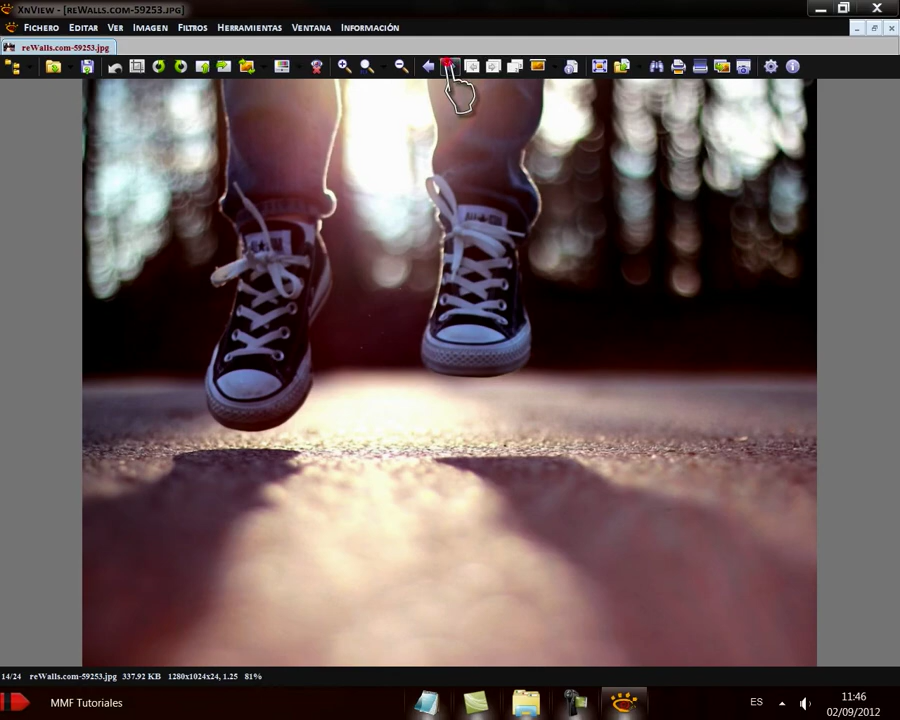 XnView - [reWalls.com-59253.jpg]
Fichero Editar Ver Imagen Filtros Herramientas Ventana Información
reWalls.com-59253.jpg
14/24 reWalls.com-59253.jpg 337.92 KB 1280x1024x24, 1.25 81%
MMF Tutoriales
ES
11:46
02/09/2012